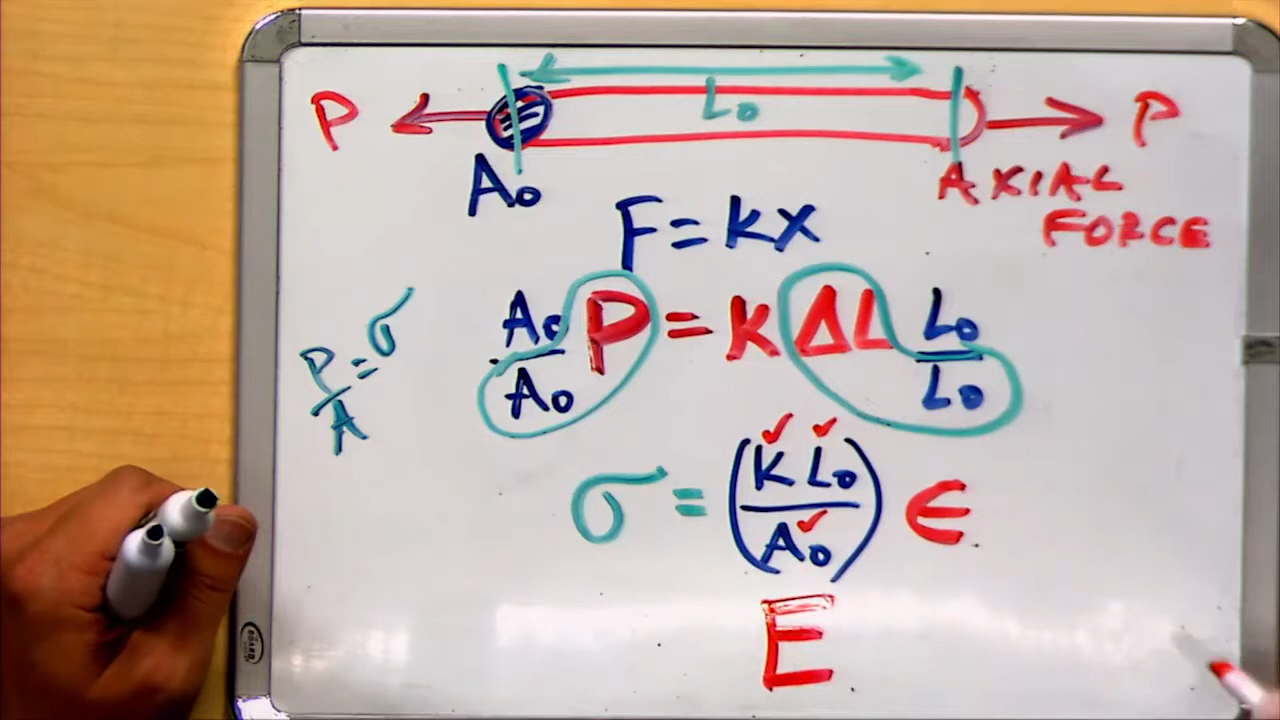 P L₀ P
A₀ AXIAL
FORCE
F = kx
P/A = σ
A₀/A₀ P = k ΔL L₀/L₀
σ = (k L₀/A₀) ϵ
E